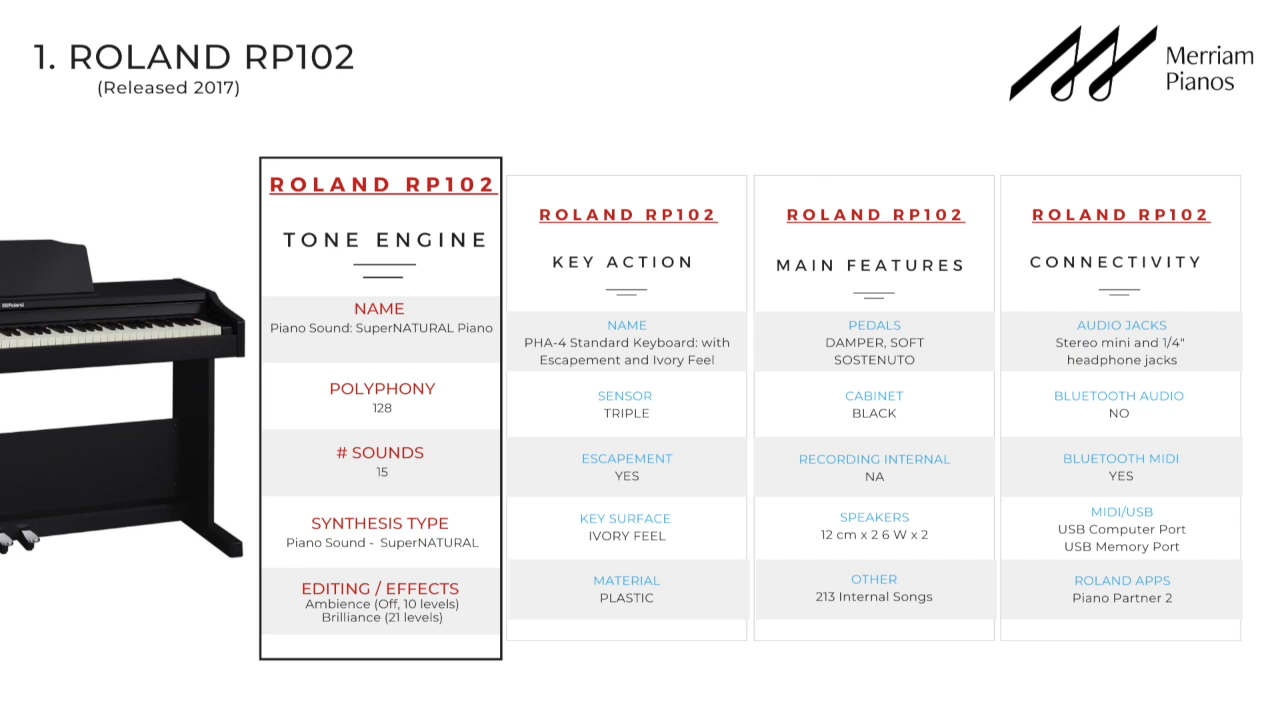 1. ROLAND RP102
(Released 2017)
Merriam
Pianos
Roland
ROLAND RP102
TONE ENGINE
NAME
Piano Sound: SuperNATURAL Piano
POLYPHONY
128
# SOUNDS
15
SYNTHESIS TYPE
Piano Sound - SuperNATURAL
EDITING / EFFECTS
Ambience (Off, 10 levels)
Brilliance (21 levels)
ROLAND RP102
KEY ACTION
NAME
PHA-4 Standard Keyboard: with
Escapement and Ivory Feel
SENSOR
TRIPLE
ESCAPEMENT
YES
KEY SURFACE
IVORY FEEL
MATERIAL
PLASTIC
ROLAND RP102
MAIN FEATURES
PEDALS
DAMPER, SOFT
SOSTENUTO
CABINET
BLACK
RECORDING INTERNAL
NA
SPEAKERS
12 cm x 2 6 W x 2
OTHER
213 Internal Songs
ROLAND RP102
CONNECTIVITY
AUDIO JACKS
Stereo mini and 1/4"
headphone jacks
BLUETOOTH AUDIO
NO
BLUETOOTH MIDI
YES
MIDI/USB
USB Computer Port
USB Memory Port
ROLAND APPS
Piano Partner 2